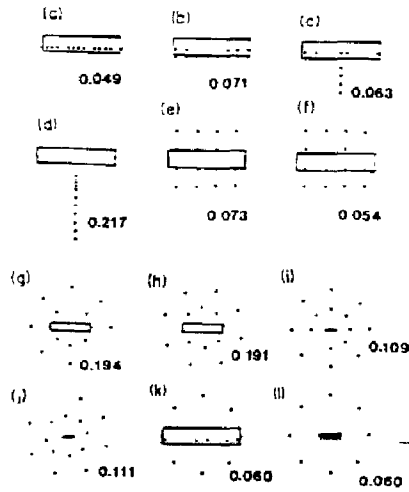 (a) (b) (c)
0.049 0.071 0.063
(d) (e) (f)
0.217 0.073 0.054
(g) (h) (i)
0.194 0.191 0.109
(j) (k) (l)
0.111 0.060 0.060